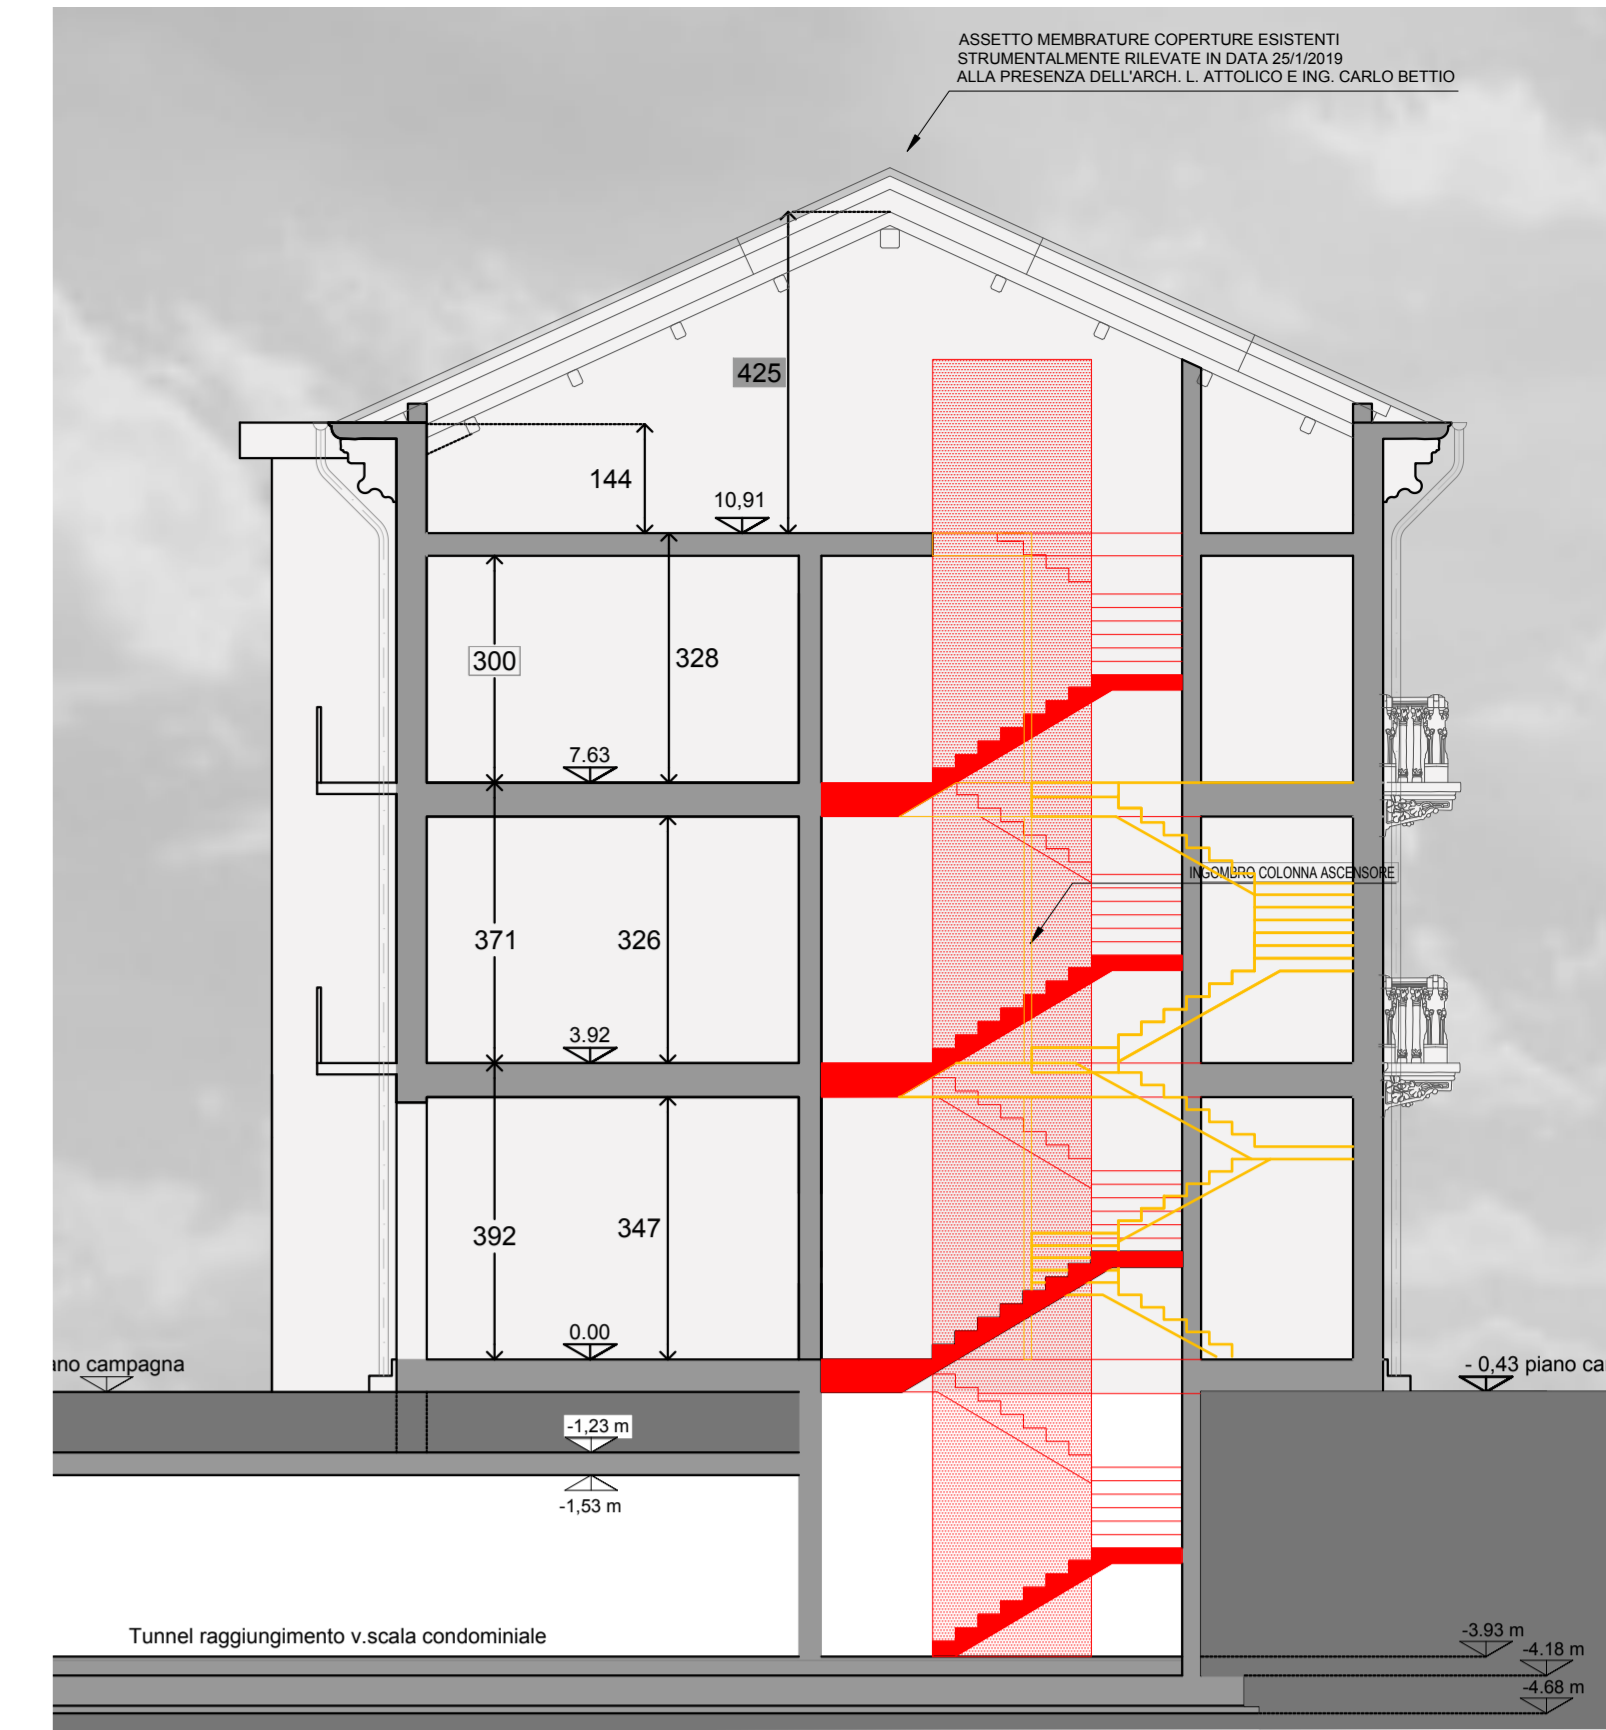 ASSETTO MEMBRATURE COPERTURE ESISTENTI
STRUMENTALMENTE RILEVATE IN DATA 25/1/2019
ALLA PRESENZA DELL'ARCH. L. ATTOLICO E ING. CARLO BETTIO
425
144
10,91
300
328
7.63
INGOMBRO COLONNA ASCENSORE
371
326
3.92
392
347
0.00
ano campagna
- 0,43 piano ca
-1,23 m
-1,53 m
Tunnel raggiungimento v.scala condominiale
-3.93 m
-4.18 m
-4.68 m